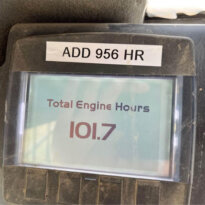 ADD 956 HR
Total Engine Hours
101.7